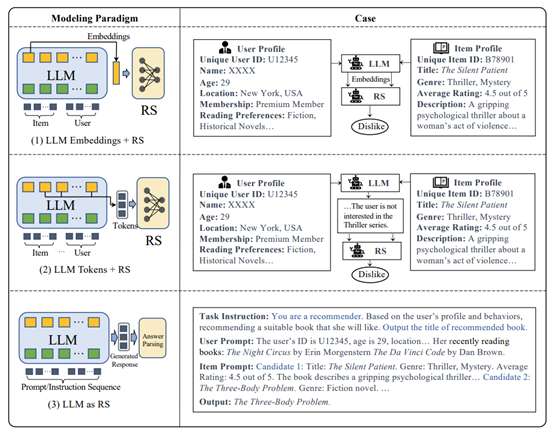 Modeling Paradigm
Case
Embeddings
LLM
RS
Item
User
(1) LLM Embeddings + RS
User Profile
Unique User ID: U12345
Name: XXXX
Age: 29
Location: New York, USA
Membership: Premium Member
Reading Preferences: Fiction,
Historical Novels…
LLM
Embeddings
RS
Dislike
Item Profile
Unique Item ID: B78901
Title: The Silent Patient
Genre: Thriller, Mystery
Average Rating: 4.5 out of 5
Description: A gripping
psychological thriller about a
woman's act of violence…
LLM
Tokens
RS
Item
User
(2) LLM Tokens + RS
User Profile
Unique User ID: U12345
Name: XXXX
Age: 29
Location: New York, USA
Membership: Premium Member
Reading Preferences: Fiction,
Historical Novels…
LLM
…The user is not
interested in the
Thriller series.
RS
Dislike
Item Profile
Unique Item ID: B78901
Title: The Silent Patient
Genre: Thriller, Mystery
Average Rating: 4.5 out of 5
Description: A gripping
psychological thriller about a
woman's act of violence…
LLM
Generated
Response
Answer
Parsing
Prompt/Instruction Sequence
(3) LLM as RS
Task Instruction: You are a recommender. Based on the user's profile and behaviors,
recommending a suitable book that she will like. Output the title of recommended book.
User Prompt: The user's ID is U12345, age is 29, location… Her recently reading
books: The Night Circus by Erin Morgenstern The Da Vinci Code by Dan Brown.
Item Prompt: Candidate 1: Title: The Silent Patient. Genre: Thriller, Mystery. Average
Rating: 4.5 out of 5. The book describes a gripping psychological thriller… Candidate 2:
The Three-Body Problem. Genre: Fiction novel. …
Output: The Three-Body Problem.